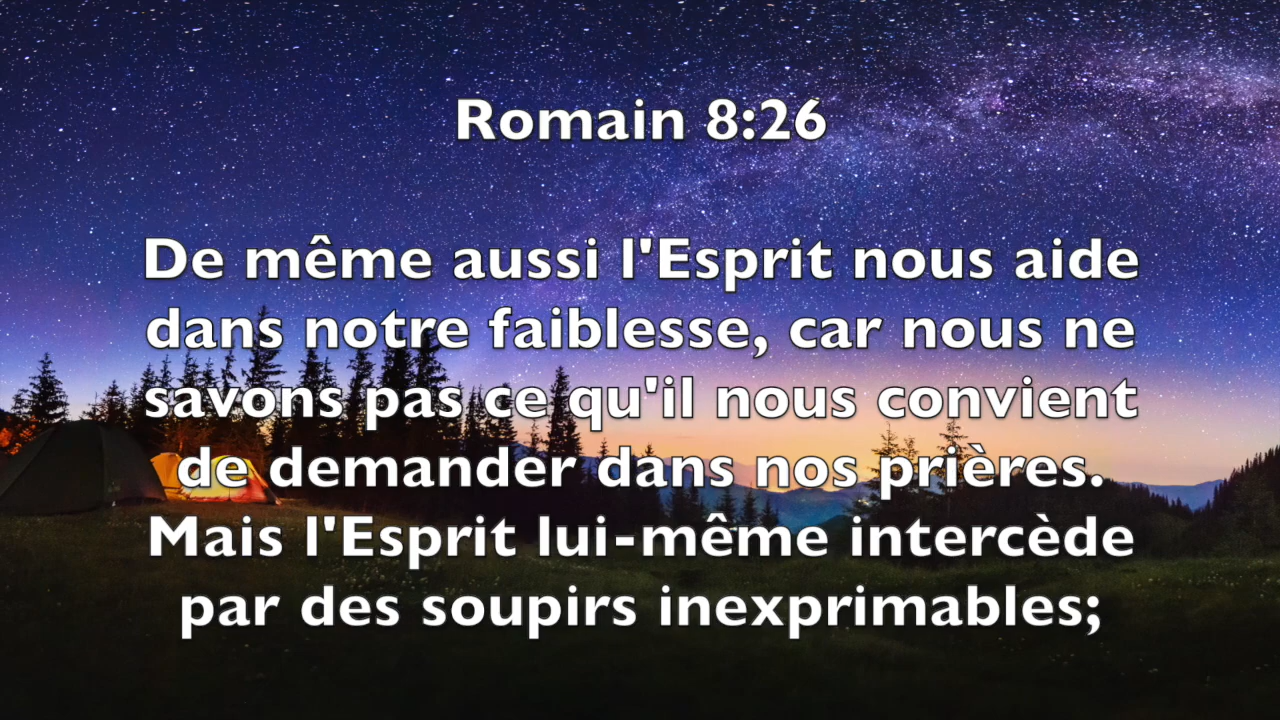 Romain 8:26
De même aussi l'Esprit nous aide
dans notre faiblesse, car nous ne
savons pas ce qu'il nous convient
de demander dans nos prières.
Mais l'Esprit lui-même intercède
par des soupirs inexprimables;